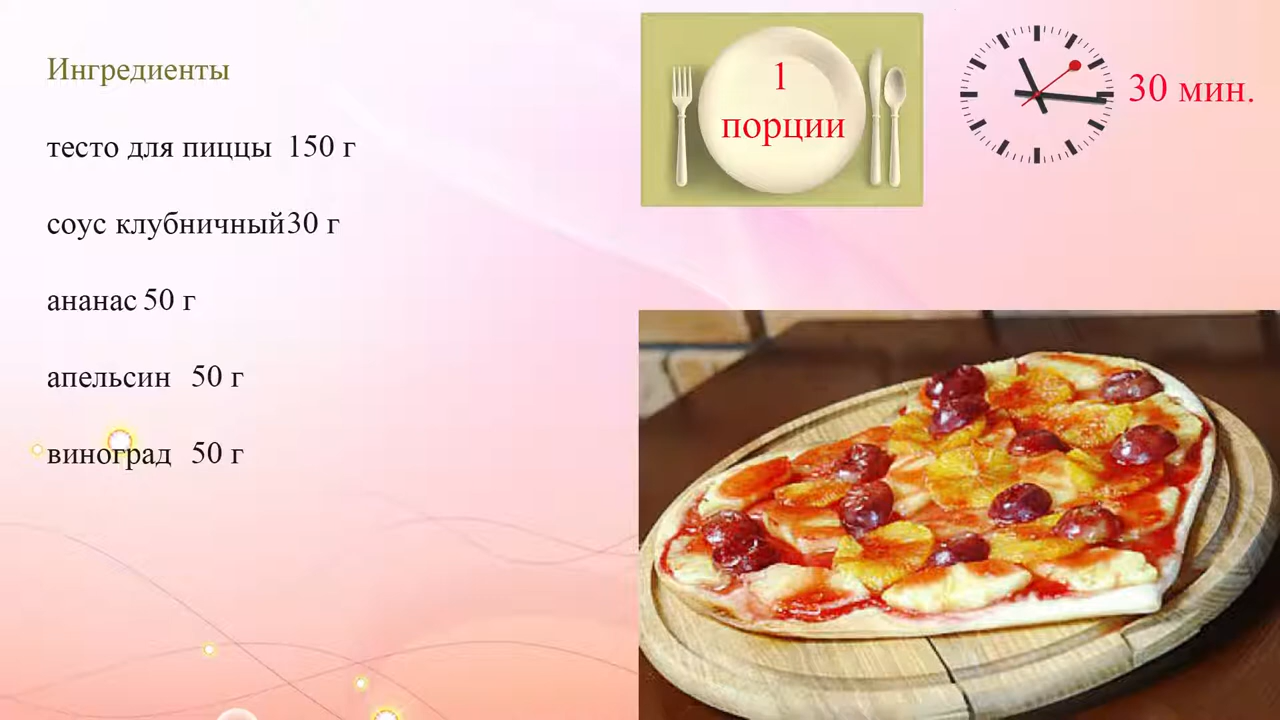 Ингредиенты
тесто для пиццы 150 г
соус клубничный30 г
ананас 50 г
апельсин 50 г
виноград 50 г
1
порции
30 мин.